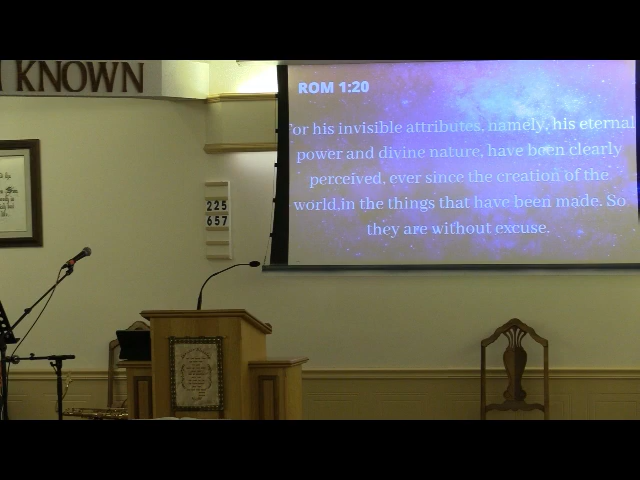 KNOWN
ROM 1:20
or his invisible attributes, namely, his eternal
power and divine nature, have been clearly
perceived, ever since the creation of the
world,in the things that have been made. So
they are without excuse.
225
657